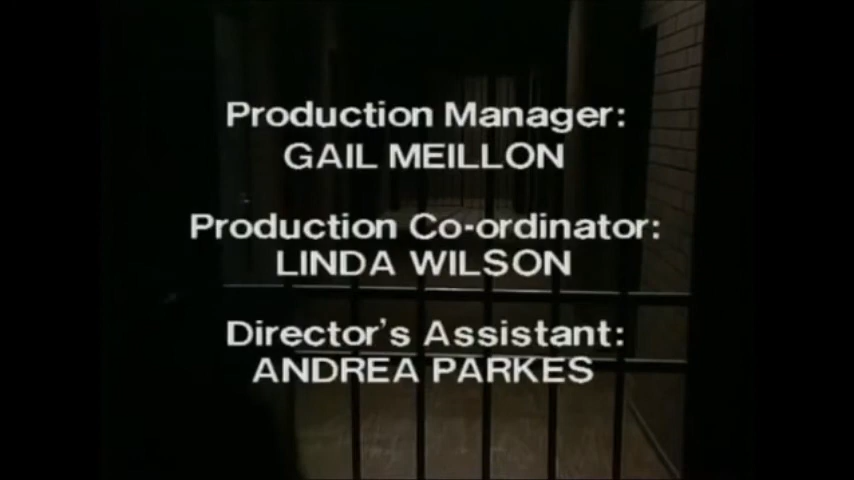 Production Manager:
GAIL MEILLON
Production Co-ordinator:
LINDA WILSON
Director's Assistant:
ANDREA PARKES